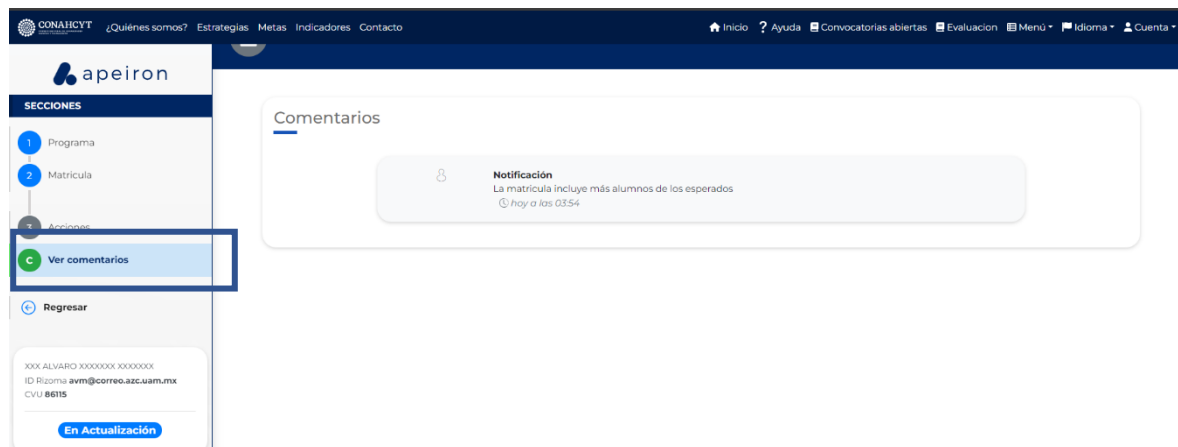 CONAHCYT ¿Quiénes somos? Estrategias Metas Indicadores Contacto Inicio ? Ayuda Convocatorias abiertas Evaluacion Menú Idioma Cuenta
apeiron
SECCIONES
1 Programa
2 Matricula
3 Acciones
C Ver comentarios
Regresar
XXX ALVARO XXXXXXX XXXXXXX
ID Rizoma avm@correo.azc.uam.mx
CVU 86115
En Actualización
Comentarios
Notificación
La matricula incluye más alumnos de los esperados
hoy a las 03:54